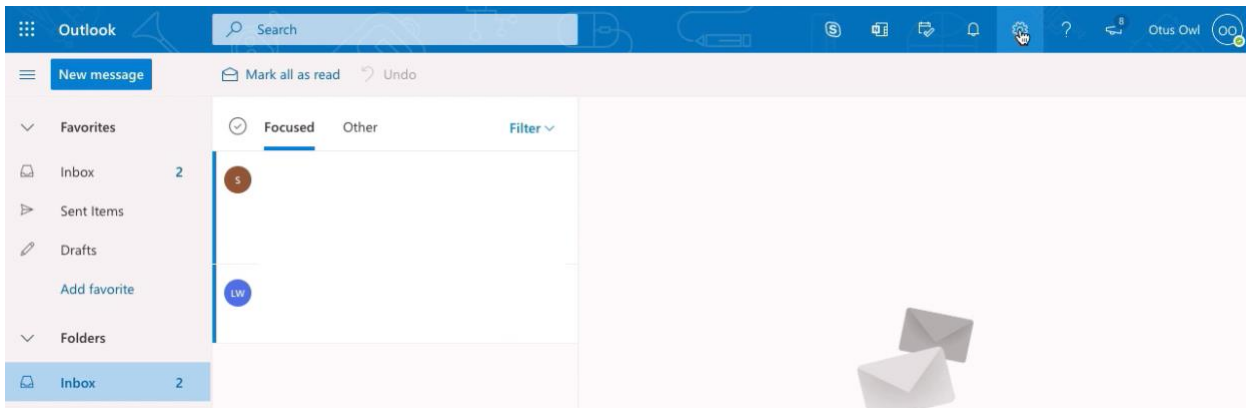 Outlook
Search
8
Otus Owl
OO
New message
Mark all as read
Undo
Favorites
Focused
Other
Filter
Inbox 2
S
Sent Items
Drafts
Add favorite
LW
Folders
Inbox 2